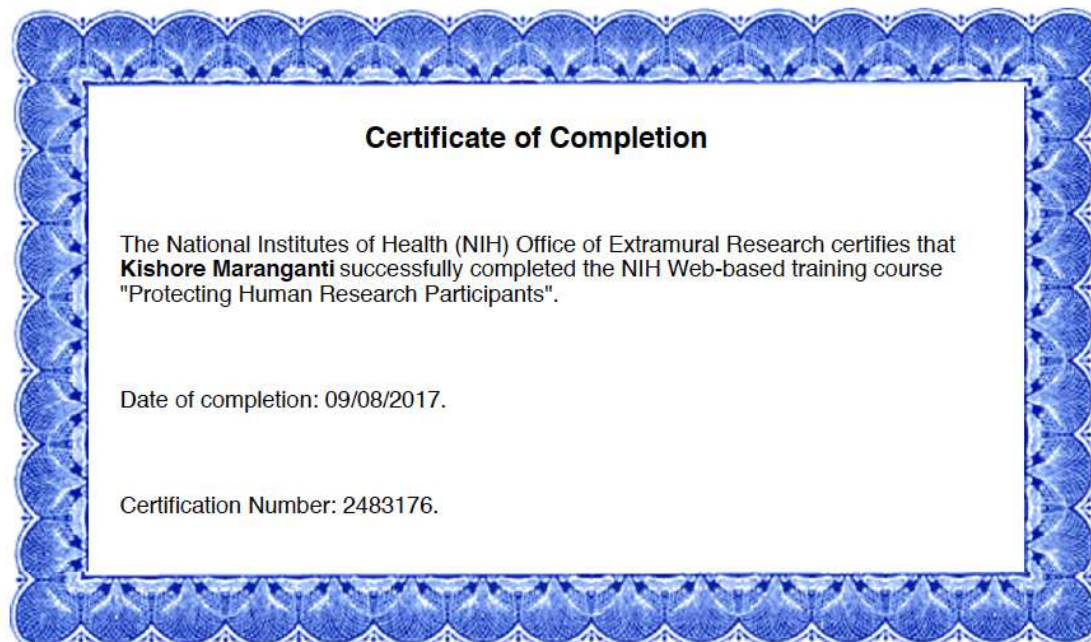 Certificate of Completion
The National Institutes of Health (NIH) Office of Extramural Research certifies that
Kishore Maranganti successfully completed the NIH Web-based training course
"Protecting Human Research Participants".
Date of completion: 09/08/2017.
Certification Number: 2483176.